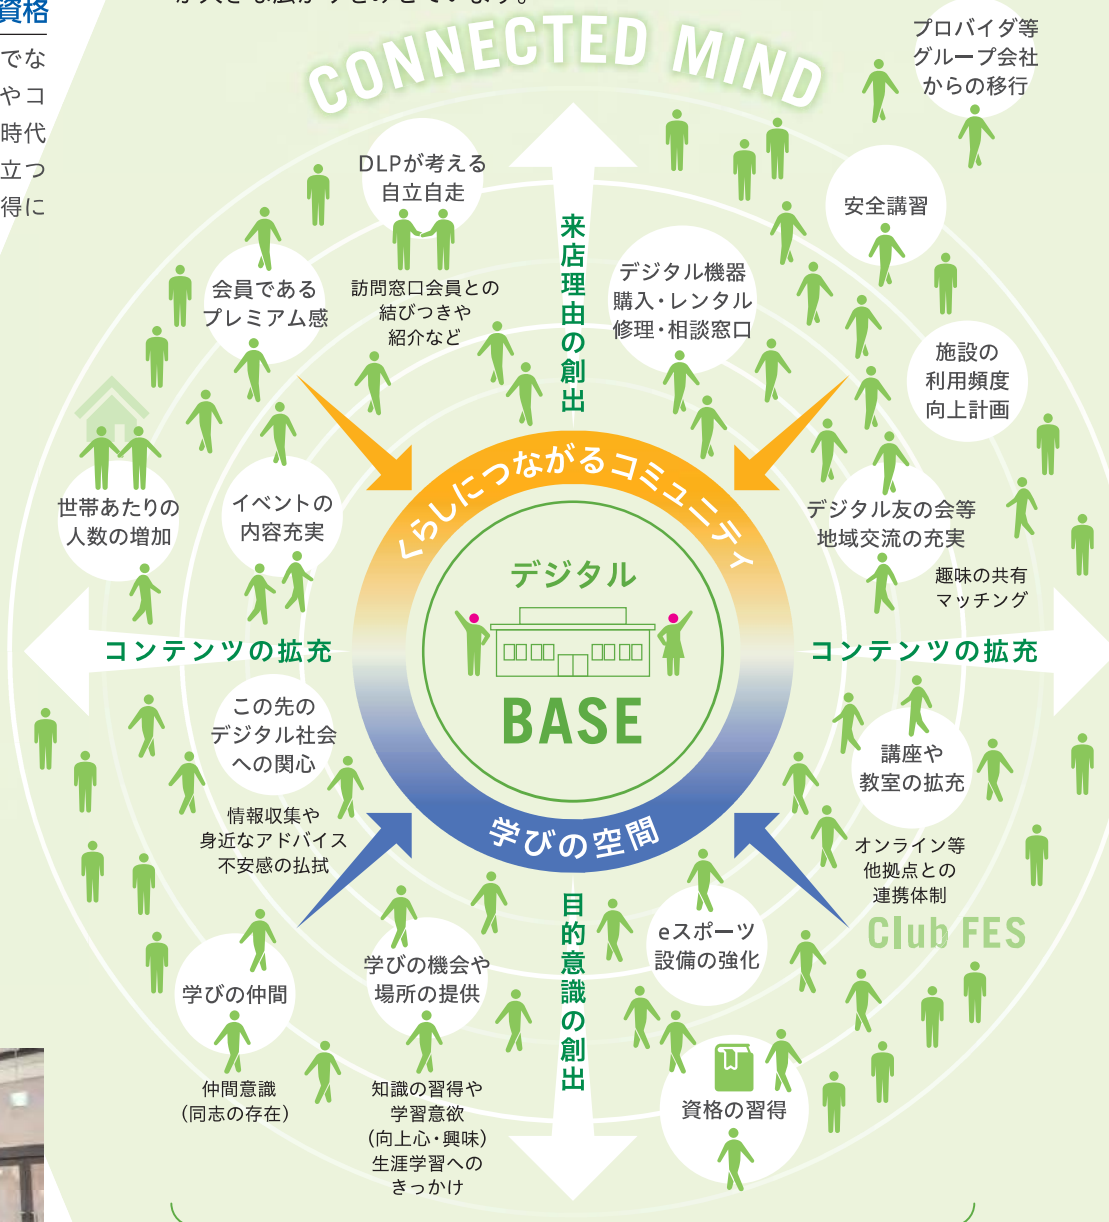 資格
でな
やコ
時代
立つ
得に
CONNECTED MIND
プロバイダ等
グループ会社
からの移行
DLPが考える
自立自走
訪問窓口会員との
結びつきや
紹介など
会員である
プレミアム感
来店理由の創出
デジタル機器
購入・レンタル
修理・相談窓口
安全講習
施設の
利用頻度
向上計画
世帯あたりの
人数の増加
イベントの
内容充実
デジタル友の会等
地域交流の充実
趣味の共有
マッチング
くらしにつながるコミュニティ
デジタル
BASE
学びの空間
コンテンツの拡充
コンテンツの拡充
この先の
デジタル社会
への関心
情報収集や
身近なアドバイス
不安感の払拭
講座や
教室の拡充
オンライン等
他拠点との
連携体制
Club FES
目的意識の創出
eスポーツ
設備の強化
学びの機会や
場所の提供
知識の習得や
学習意欲
(向上心・興味)
生涯学習への
きっかけ
学びの仲間
仲間意識
(同志の存在)
資格の習得